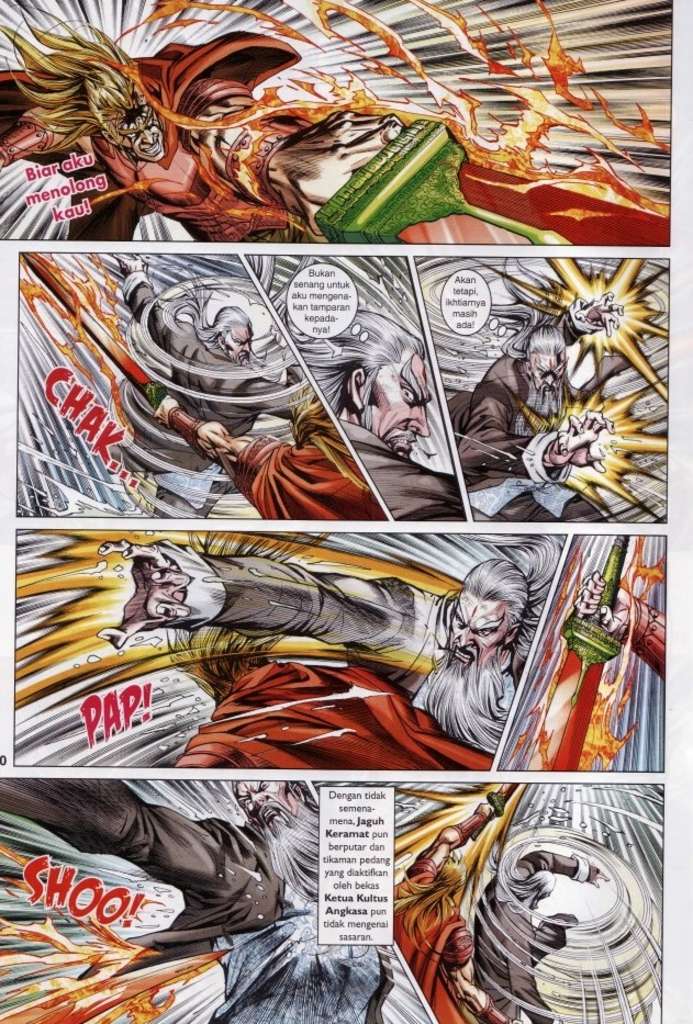 Biar aku
menolong
kau!
CHAK...
Bukan
senang untuk
aku mengena-
kan tamparan
kepada-
nya!
Akan
tetapi,
ikhtiarnya
masih
ada!
PAP!
0
SHOO!
Dengan tidak
semena-
mena, Jaguh
Keramat pun
berputar dan
tikaman pedang
yang diaktifkan
oleh bekas
Ketua Kultus
Angkasa pun
tidak mengenai
sasaran.